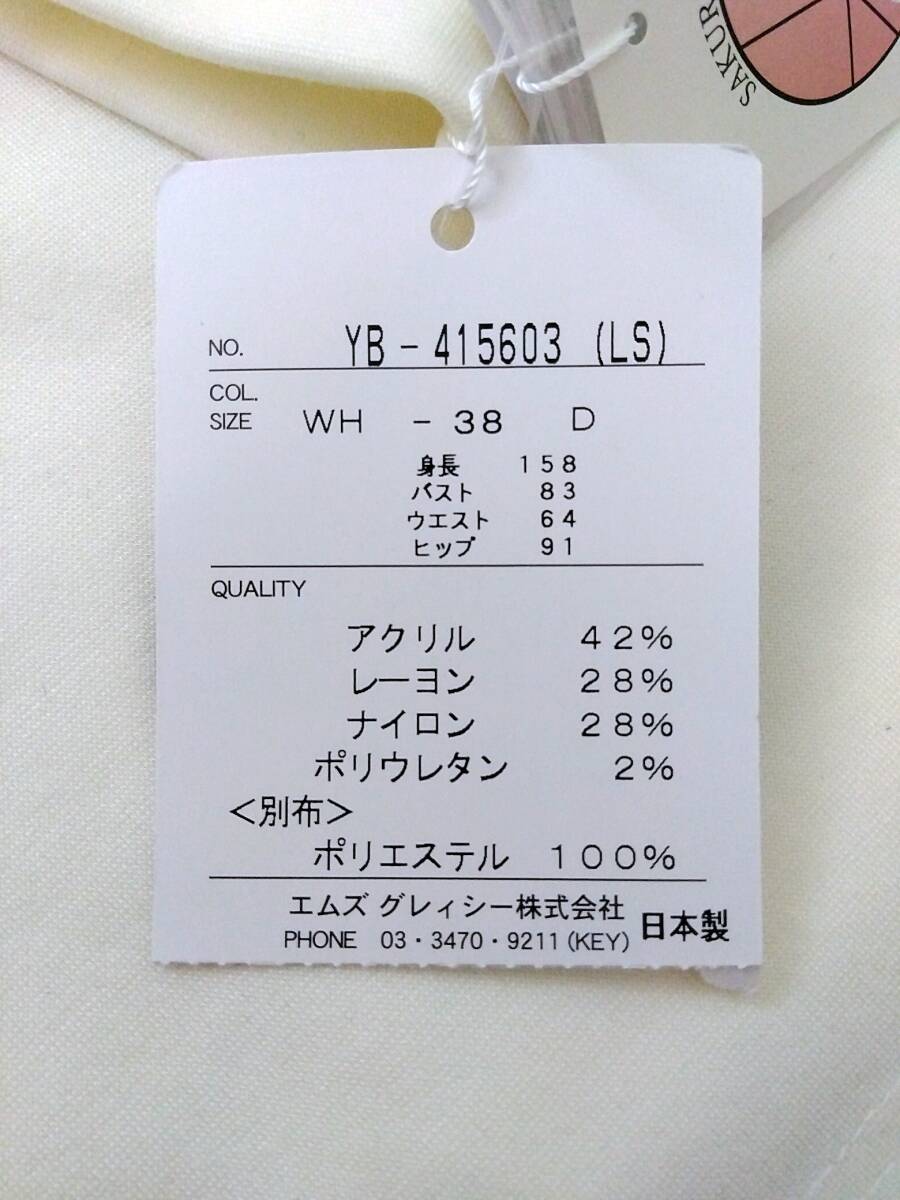 NO. YB-415603 (LS)
COL.
SIZE WH -38 D
身長 158
バスト 83
ウエスト 64
ヒップ 91
QUALITY
アクリル 42%
レーヨン 28%
ナイロン 28%
ポリウレタン 2%
<別布>
ポリエステル 100%
エムズ グレィシー株式会社
PHONE 03・3470・9211(KEY) 日本製